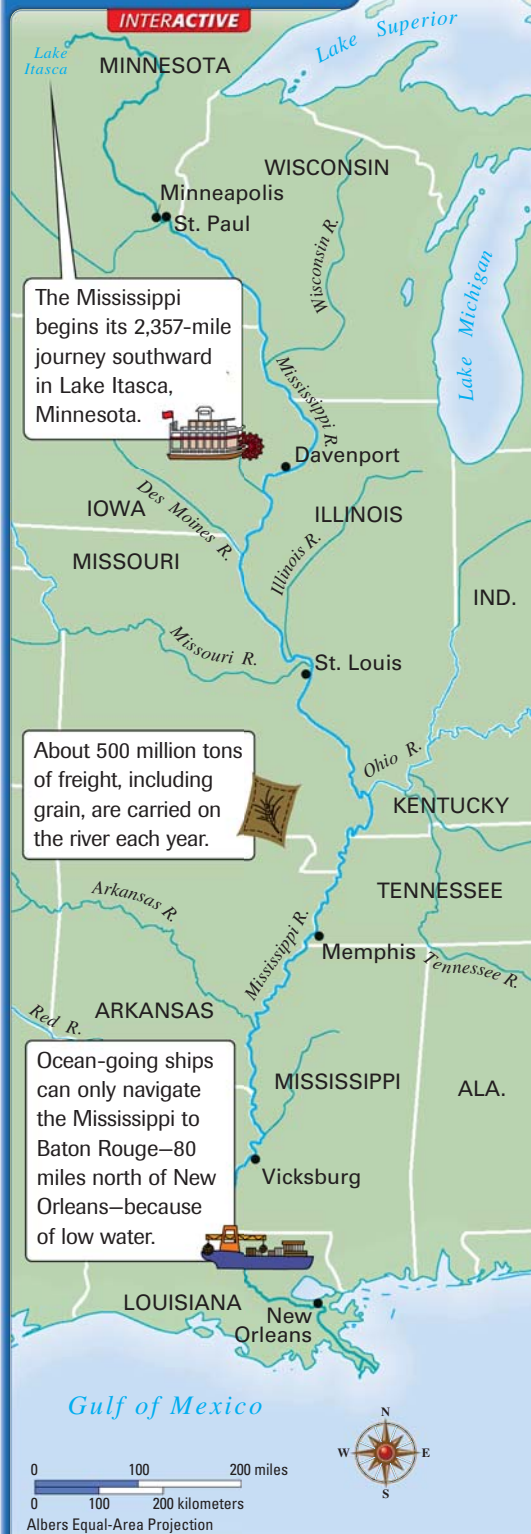 INTERACTIVE
Lake Superior
Lake
Itasca
MINNESOTA
WISCONSIN
Minneapolis
St. Paul
Wisconsin R.
Lake Michigan
The Mississippi
begins its 2,357-mile
journey southward
in Lake Itasca,
Minnesota.
Mississippi R.
Davenport
IOWA
Des Moines R.
ILLINOIS
Illinois R.
MISSOURI
IND.
Missouri R.
St. Louis
About 500 million tons
of freight, including
grain, are carried on
the river each year.
Ohio R.
KENTUCKY
TENNESSEE
Arkansas R.
Mississippi R.
Memphis
Tennessee R.
ARKANSAS
Red R.
Ocean-going ships
can only navigate
the Mississippi to
Baton Rouge—80
miles north of New
Orleans—because
of low water.
MISSISSIPPI
ALA.
Vicksburg
LOUISIANA
New
Orleans
Gulf of Mexico
N
W E
S
0 100 200 miles
0 100 200 kilometers
Albers Equal-Area Projection